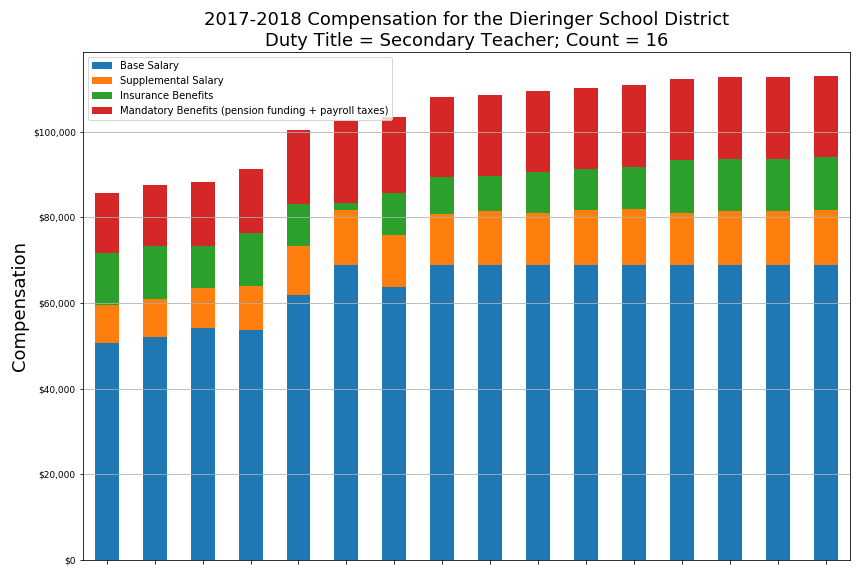 2017-2018 Compensation for the Dieringer School District
Duty Title = Secondary Teacher; Count = 16
Base Salary
Supplemental Salary
Insurance Benefits
Mandatory Benefits (pension funding + payroll taxes)
Compensation
$100,000
$80,000
$60,000
$40,000
$20,000
$0